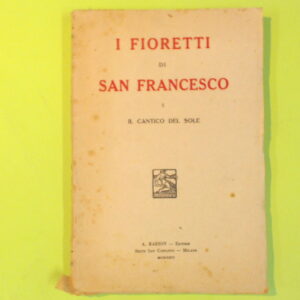 I FIORETTI
DI
SAN FRANCESCO
E
IL CANTICO DEL SOLE
A. BARION — Editore
Sesto San Giovanni — Milano